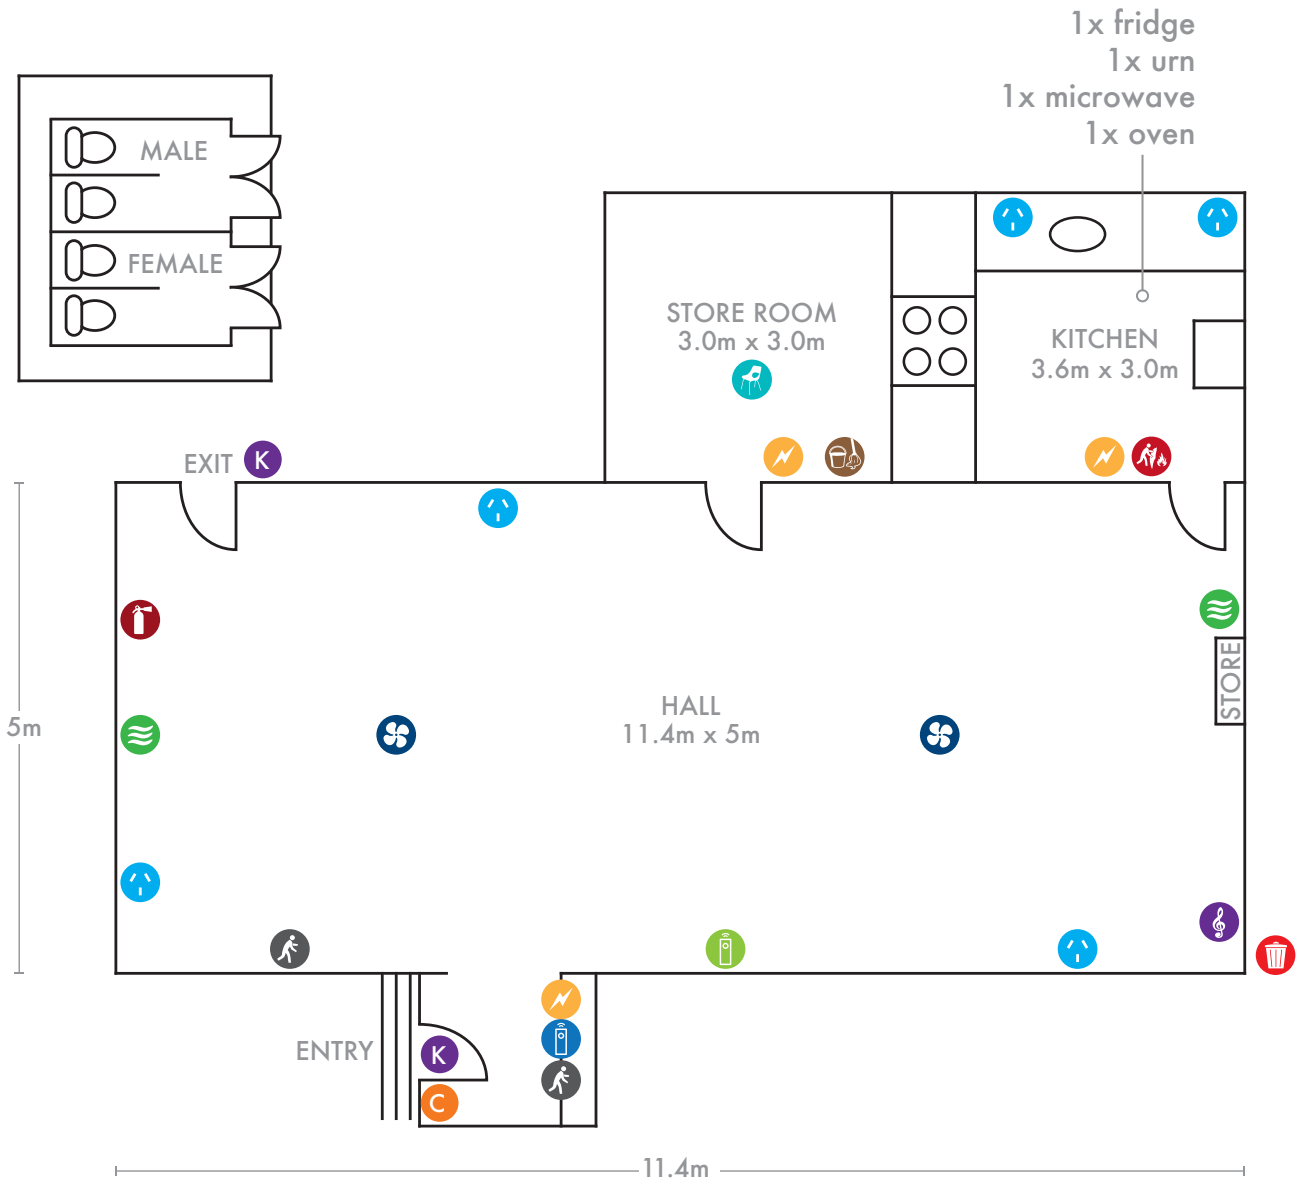 1x fridge
1x urn
1x microwave
1x oven
MALE
FEMALE
STORE ROOM
3.0m x 3.0m
KITCHEN
3.6m x 3.0m
EXIT
K
STORE
HALL
11.4m x 5m
5m
ENTRY
K
C
11.4m